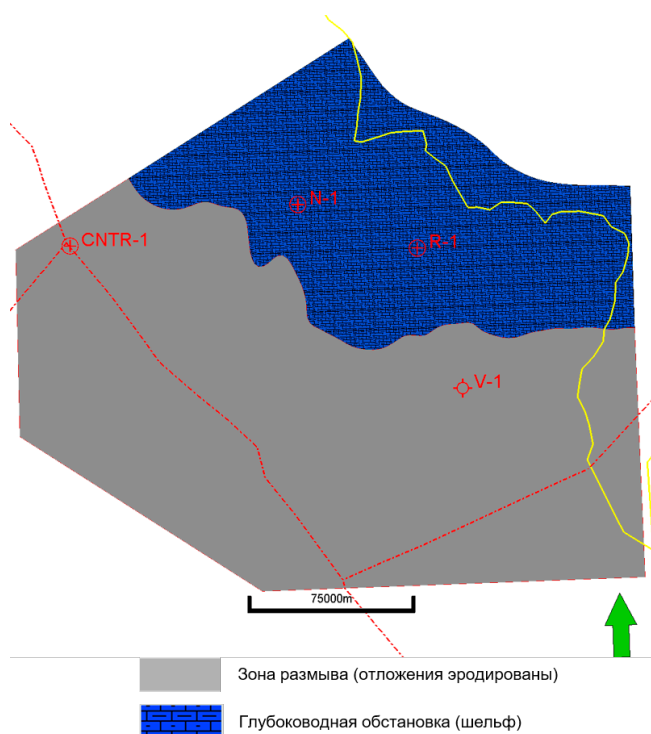 N-1
CNTR-1
R-1
V-1
75000m
Зона размыва (отложения эродированы)
Глубоководная обстановка (шельф)